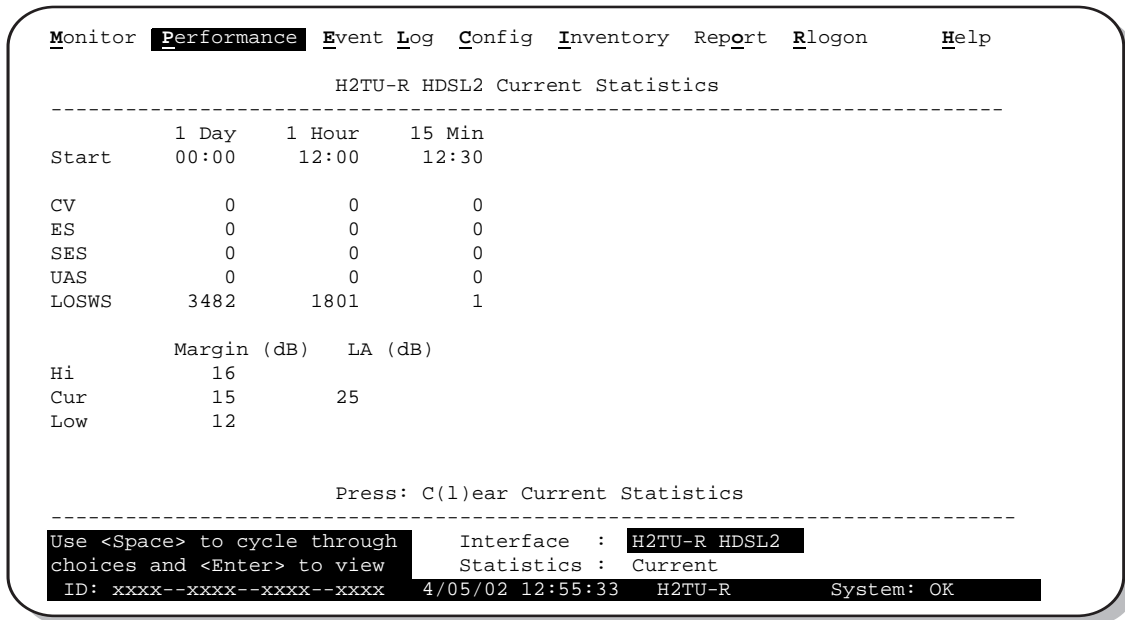 Monitor Performance Event Log Config Inventory Report Rlogon Help
H2TU-R HDSL2 Current Statistics
--------------------------------------------------------------------------------
1 Day 1 Hour 15 Min
Start 00:00 12:00 12:30
CV 0 0 0
ES 0 0 0
SES 0 0 0
UAS 0 0 0
LOSWS 3482 1801 1
Margin (dB) LA (dB)
Hi 16
Cur 15 25
Low 12
Press: C(l)ear Current Statistics
--------------------------------------------------------------------------------
Use <Space> to cycle through Interface : H2TU-R HDSL2
choices and <Enter> to view Statistics : Current
ID: xxxx--xxxx--xxxx--xxxx 4/05/02 12:55:33 H2TU-R System: OK